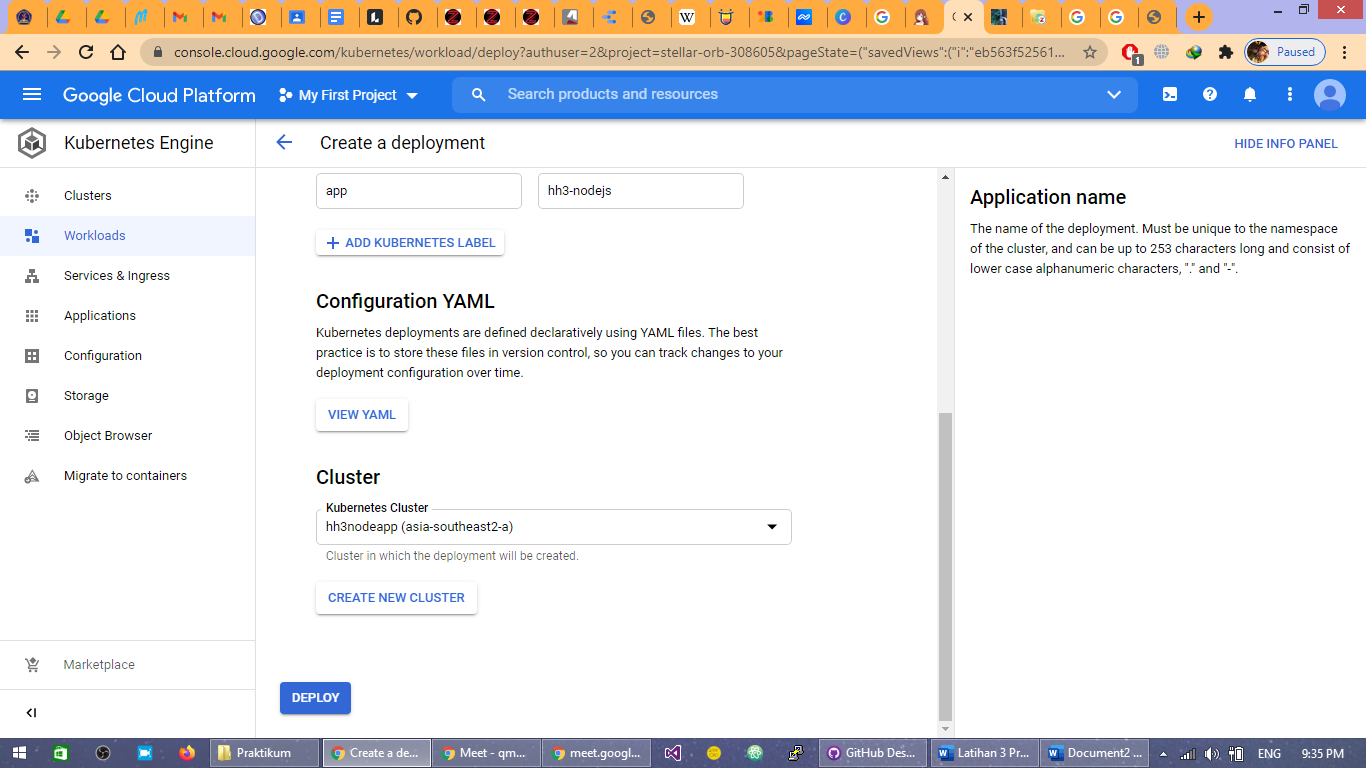 console.cloud.google.com/kubernetes/workload/deploy?authuser=2&project=stellar-orb-308605&pageState=("savedViews":("i":"eb563f52561...
1
Paused
Google Cloud Platform
My First Project
Search products and resources
Kubernetes Engine
Create a deployment
HIDE INFO PANEL
Clusters
Workloads
Services & Ingress
Applications
Configuration
Storage
Object Browser
Migrate to containers
Marketplace
app
hh3-nodejs
ADD KUBERNETES LABEL
Configuration YAML
Kubernetes deployments are defined declaratively using YAML files. The best
practice is to store these files in version control, so you can track changes to your
deployment configuration over time.
VIEW YAML
Cluster
Kubernetes Cluster
hh3nodeapp (asia-southeast2-a)
Cluster in which the deployment will be created.
CREATE NEW CLUSTER
DEPLOY
Application name
The name of the deployment. Must be unique to the namespace
of the cluster, and can be up to 253 characters long and consist of
lower case alphanumeric characters, "." and "-".
Praktikum
Create a de...
Meet - qm...
meet.googl...
GitHub Des...
Latihan 3 Pr...
Document2 ...
ENG
9:35 PM